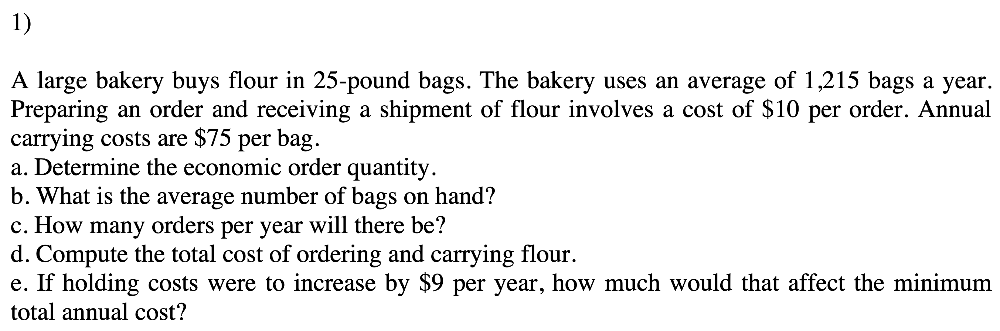 1)
A large bakery buys flour in 25-pound bags. The bakery uses an average of 1,215 bags a year.
Preparing an order and receiving a shipment of flour involves a cost of $10 per order. Annual
carrying costs are $75 per bag.
a. Determine the economic order quantity.
b. What is the average number of bags on hand?
c. How many orders per year will there be?
d. Compute the total cost of ordering and carrying flour.
e. If holding costs were to increase by $9 per year, how much would that affect the minimum
total annual cost?